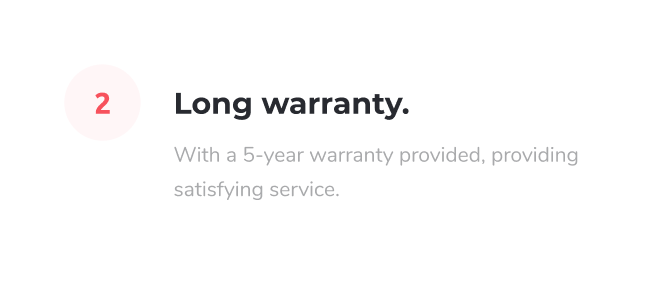 2
Long warranty.
With a 5-year warranty provided, providing
satisfying service.